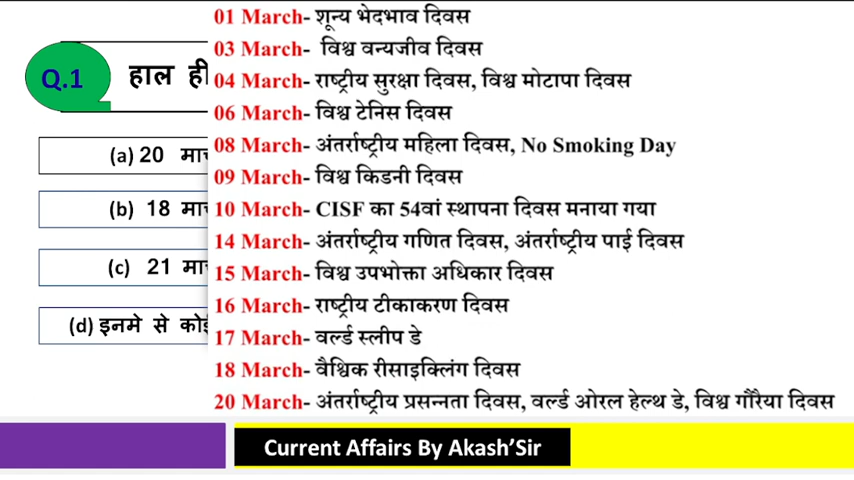 01 March- शून्य भेदभाव दिवस
03 March- विश्व वन्यजीव दिवस
04 March- राष्ट्रीय सुरक्षा दिवस, विश्व मोटापा दिवस
06 March- विश्व टेनिस दिवस
08 March- अंतर्राष्ट्रीय महिला दिवस, No Smoking Day
09 March- विश्व किडनी दिवस
10 March- CISF का 54वां स्थापना दिवस मनाया गया
14 March- अंतर्राष्ट्रीय गणित दिवस, अंतर्राष्ट्रीय पाई दिवस
15 March- विश्व उपभोक्ता अधिकार दिवस
16 March- राष्ट्रीय टीकाकरण दिवस
17 March- वर्ल्ड स्लीप डे
18 March- वैश्विक रीसाइक्लिंग दिवस
20 March- अंतर्राष्ट्रीय प्रसन्नता दिवस, वर्ल्ड ओरल हेल्थ डे, विश्व गौरैया दिवस
Q.1 हाल ही
(a) 20
(b) 18
(c) 21
(d) इनमे से
Current Affairs By Akash'Sir